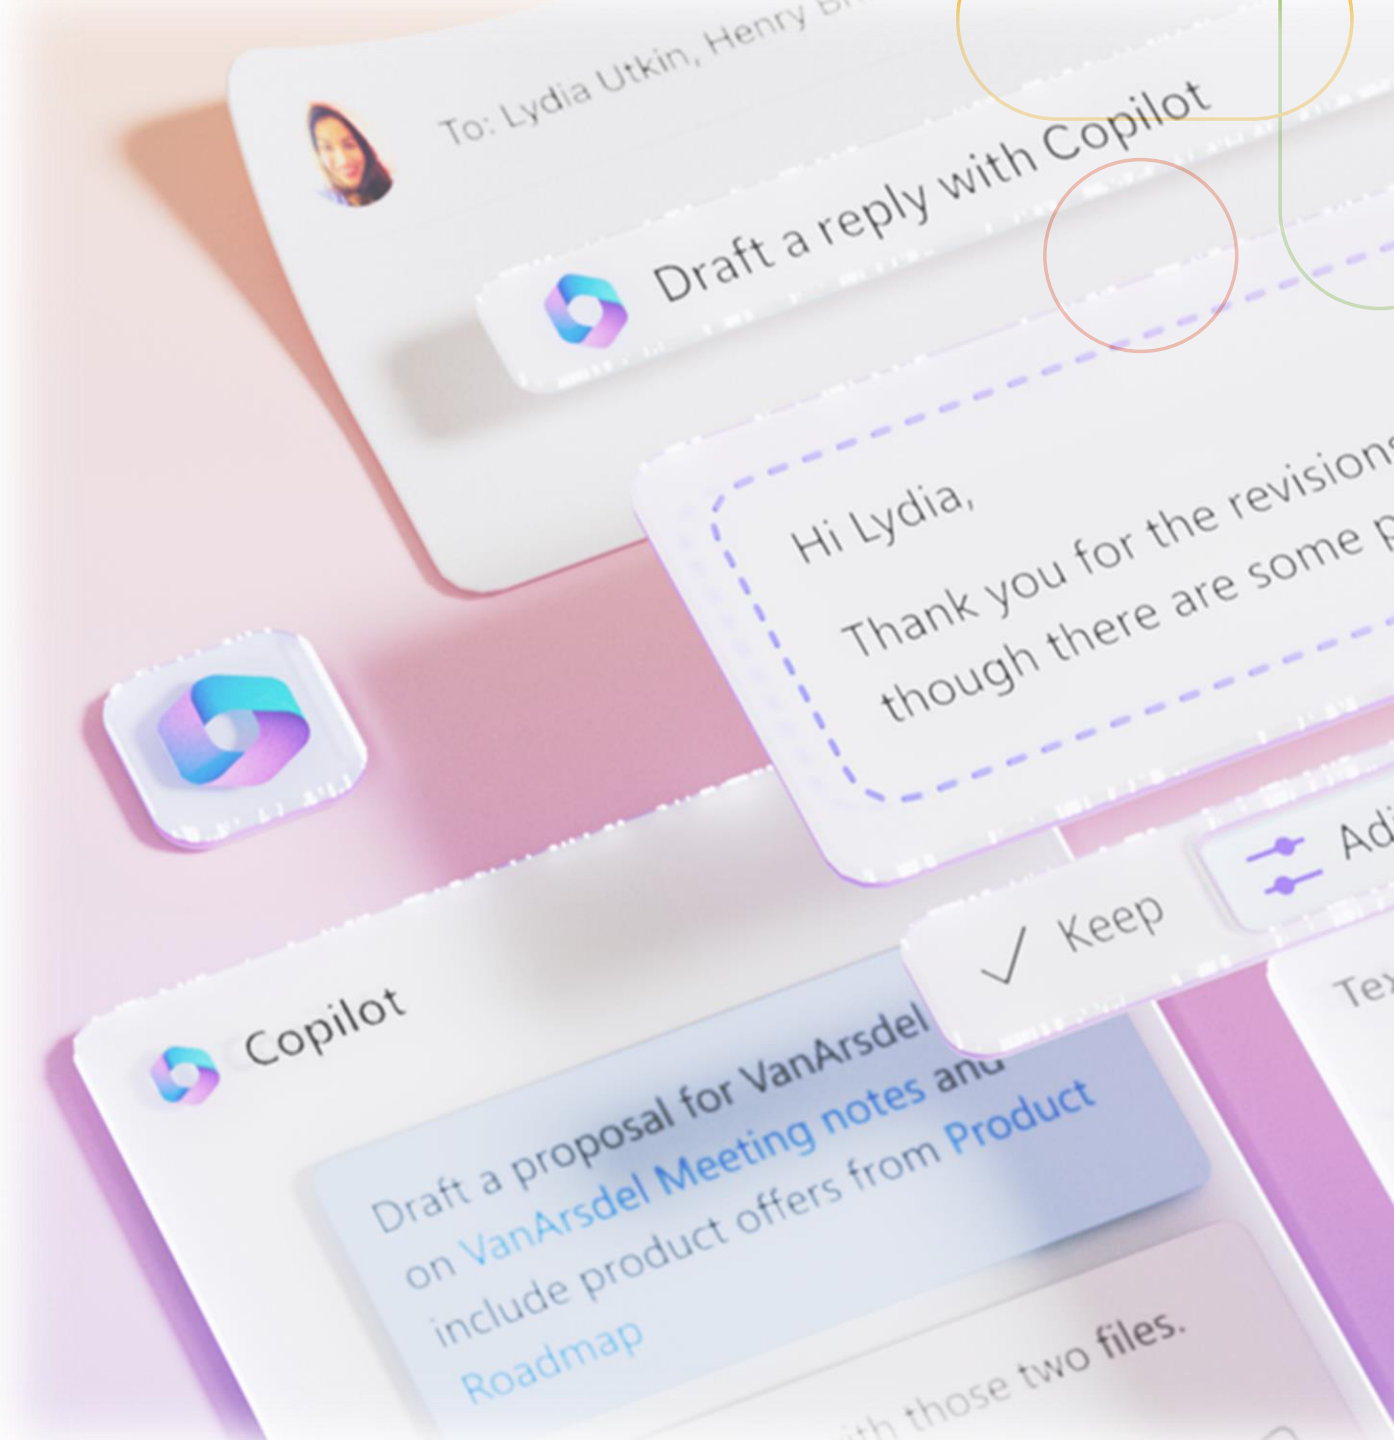 To: Lydia Utkin, Henry
Draft a reply with Copilot
Hi Lydia,
Thank you for the revisions
though there are some
Keep
Copilot
Draft a proposal for VanArsdel
on VanArsdel Meeting notes and
include product offers from Product
Roadmap
those two files.